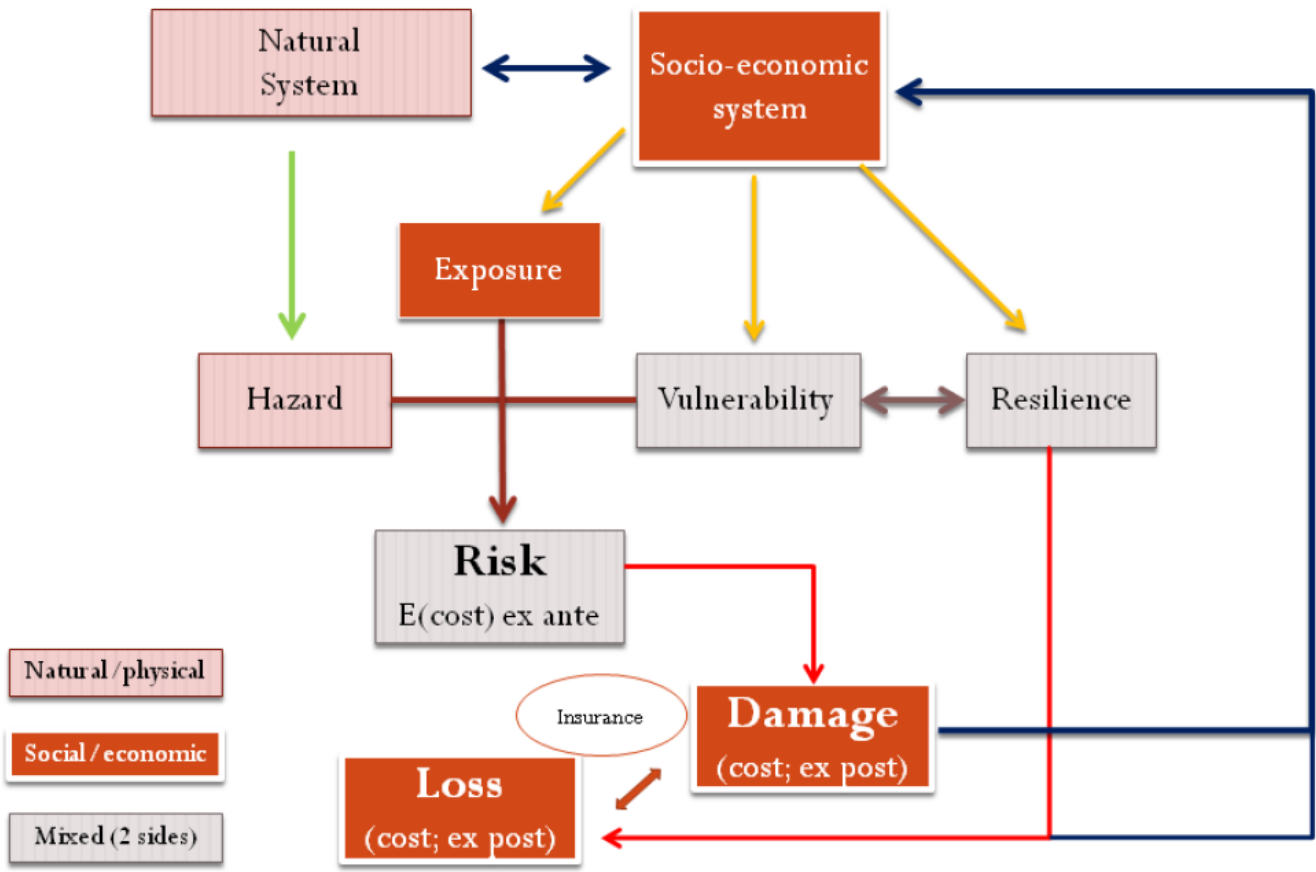 Natural
System
Socio-economic
system
Exposure
Hazard
Vulnerability
Resilience
Risk
E(cost) ex ante
Natural/physical
Insurance
Damage
(cost; ex post)
Social/economic
Loss
(cost; ex post)
Mixed (2 sides)